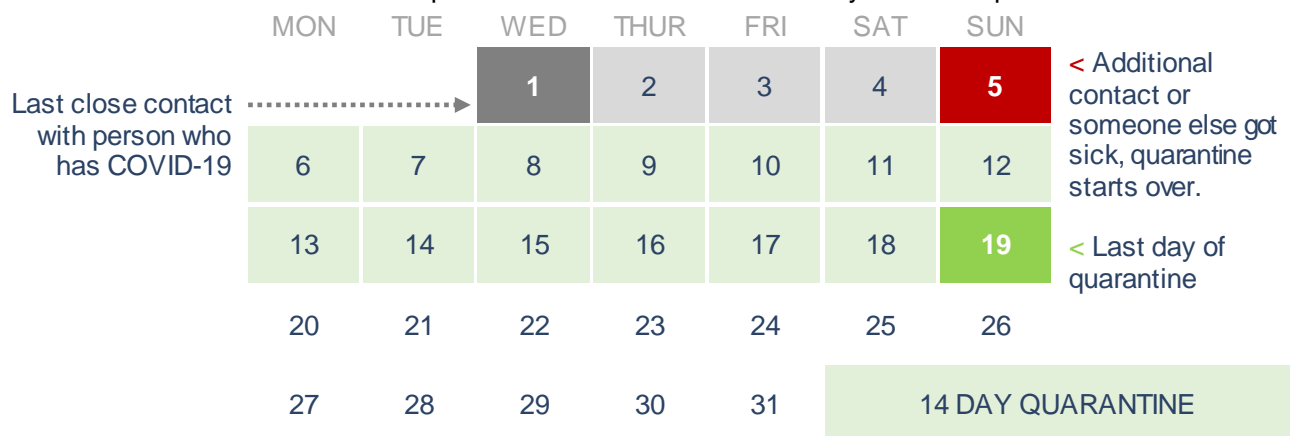 MON TUE WED THUR FRI SAT SUN
Last close contact
with person who
has COVID-19
1 2 3 4 5
< Additional
contact or
someone else got
sick, quarantine
starts over.
6 7 8 9 10 11 12
13 14 15 16 17 18 19
< Last day of
quarantine
20 21 22 23 24 25 26
27 28 29 30 31
14 DAY QUARANTINE